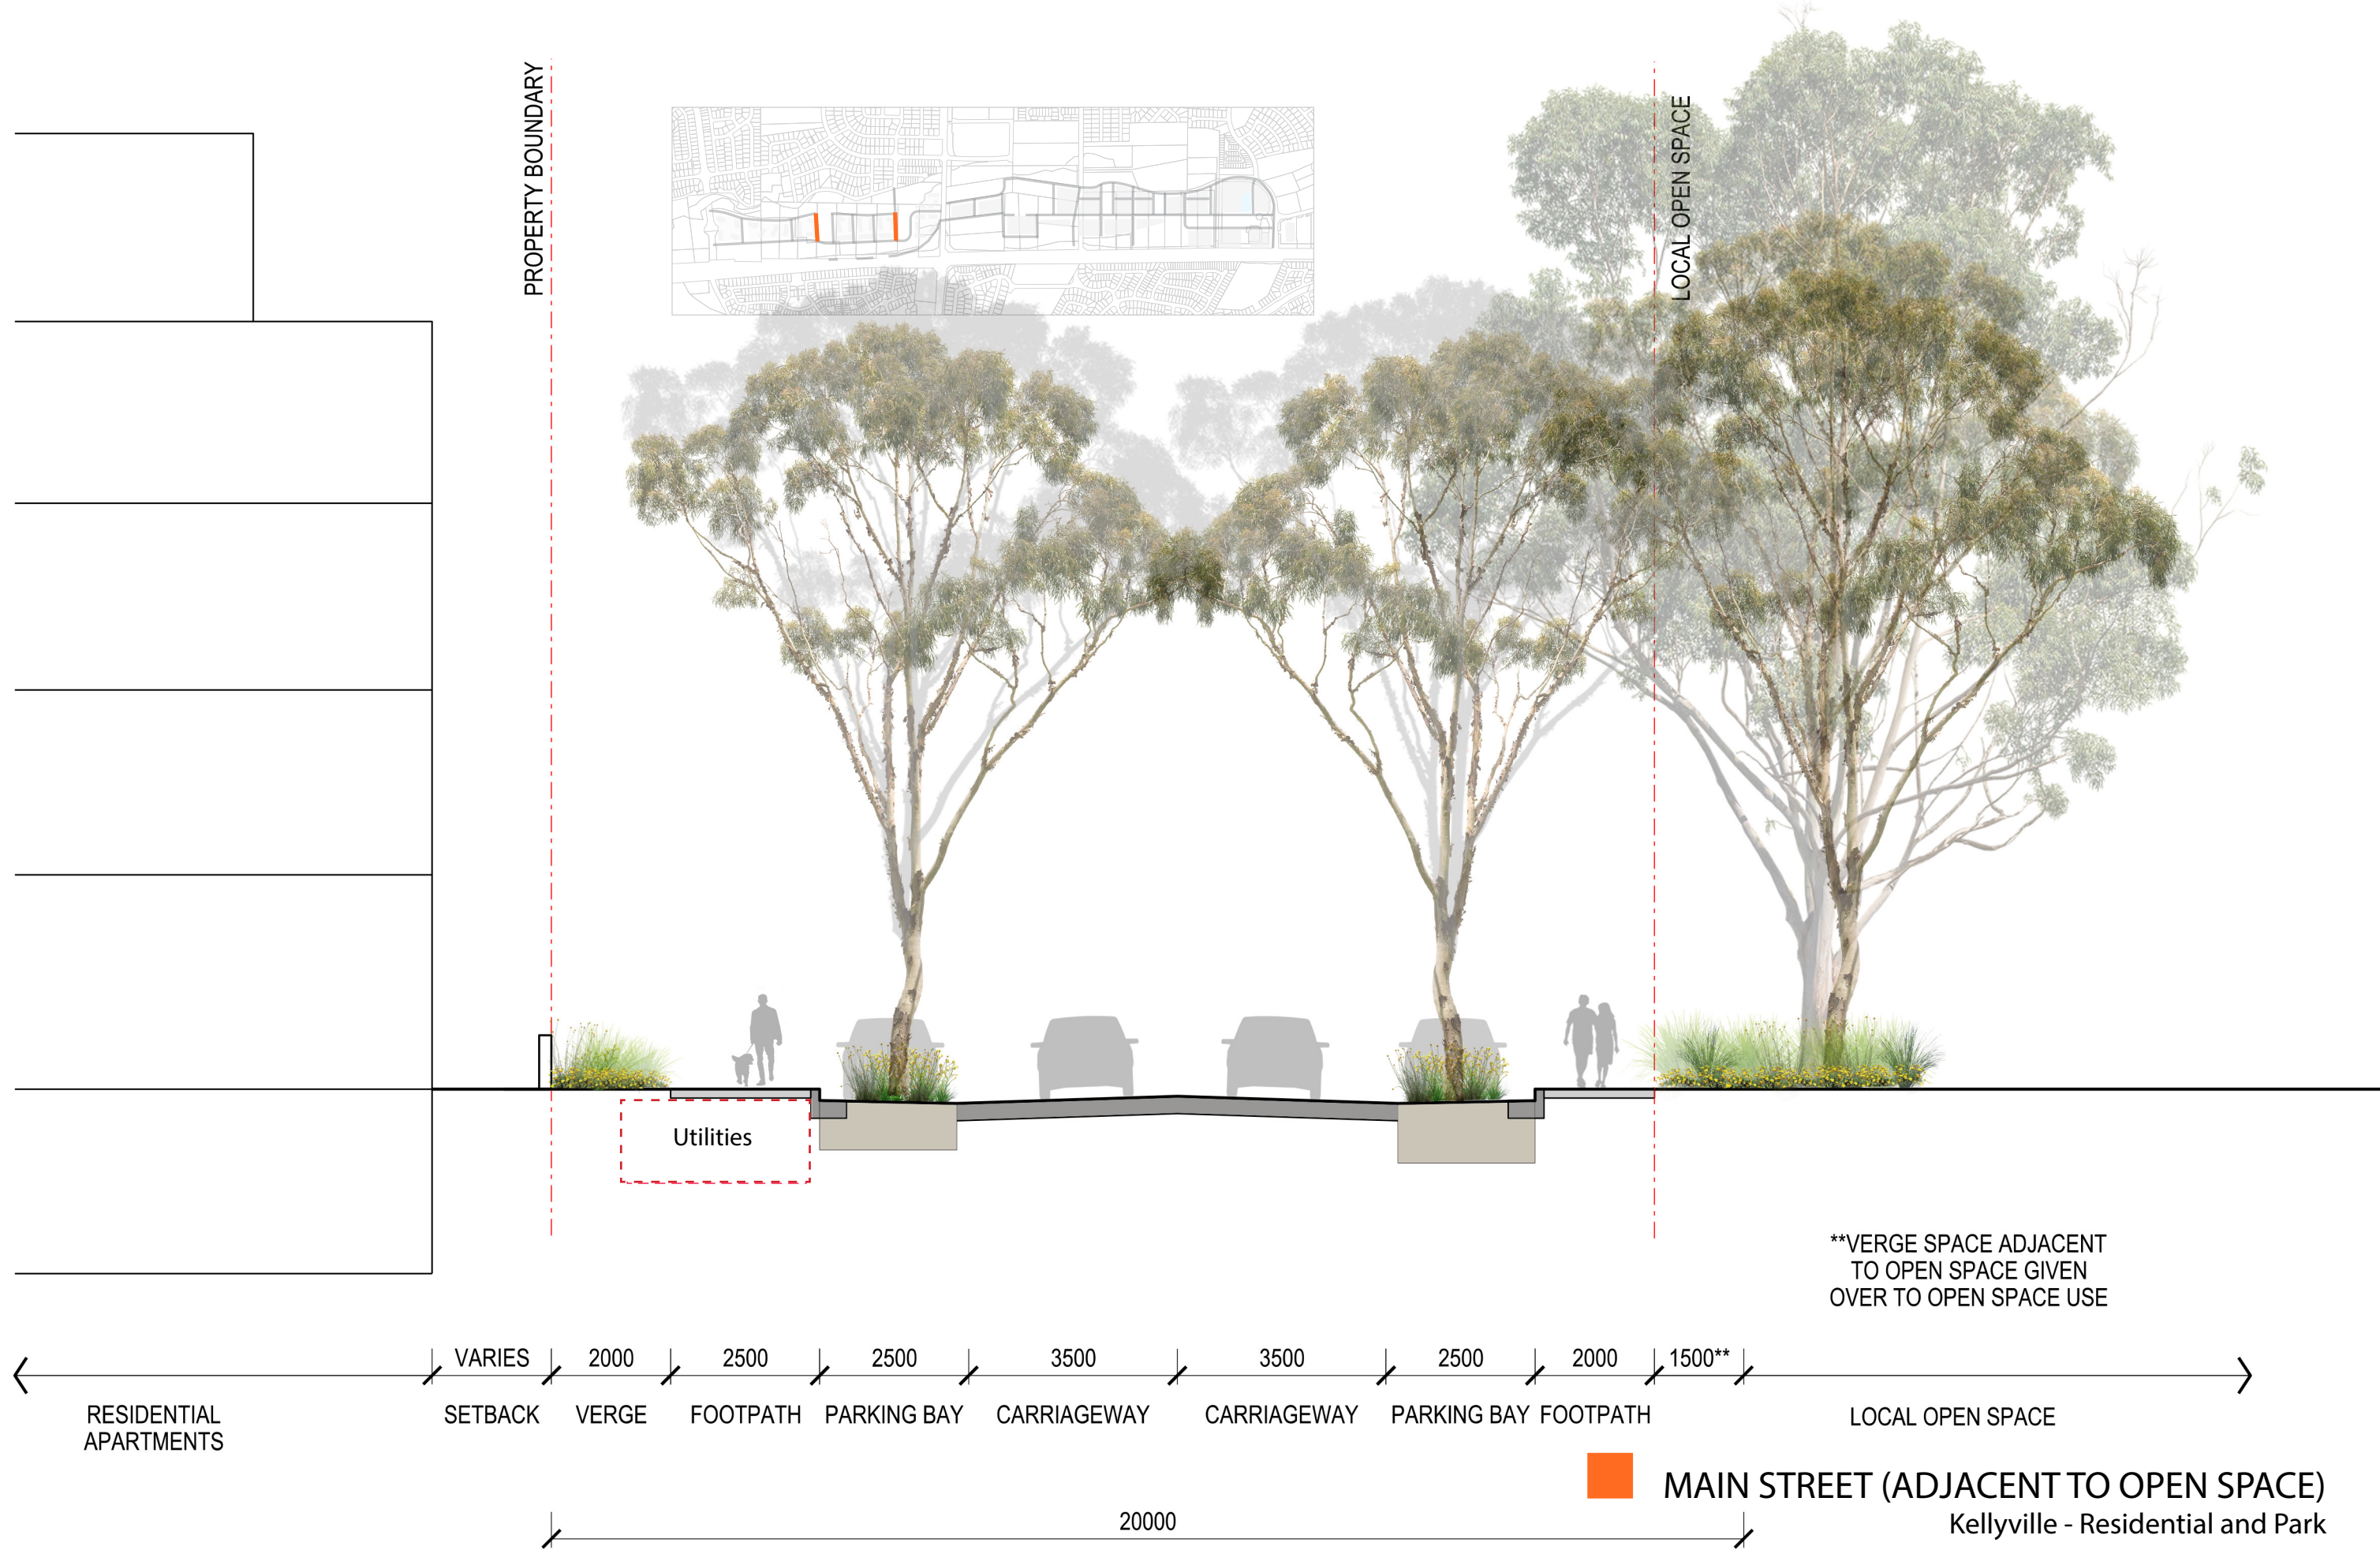 PROPERTY BOUNDARY
LOCAL OPEN SPACE
Utilities
**VERGE SPACE ADJACENT
TO OPEN SPACE GIVEN
OVER TO OPEN SPACE USE
VARIES 2000 2500 2500 3500 3500 2500 2000 1500**
RESIDENTIAL
APARTMENTS
SETBACK VERGE FOOTPATH PARKING BAY CARRIAGEWAY CARRIAGEWAY PARKING BAY FOOTPATH LOCAL OPEN SPACE
MAIN STREET (ADJACENT TO OPEN SPACE)
Kellyville - Residential and Park
20000